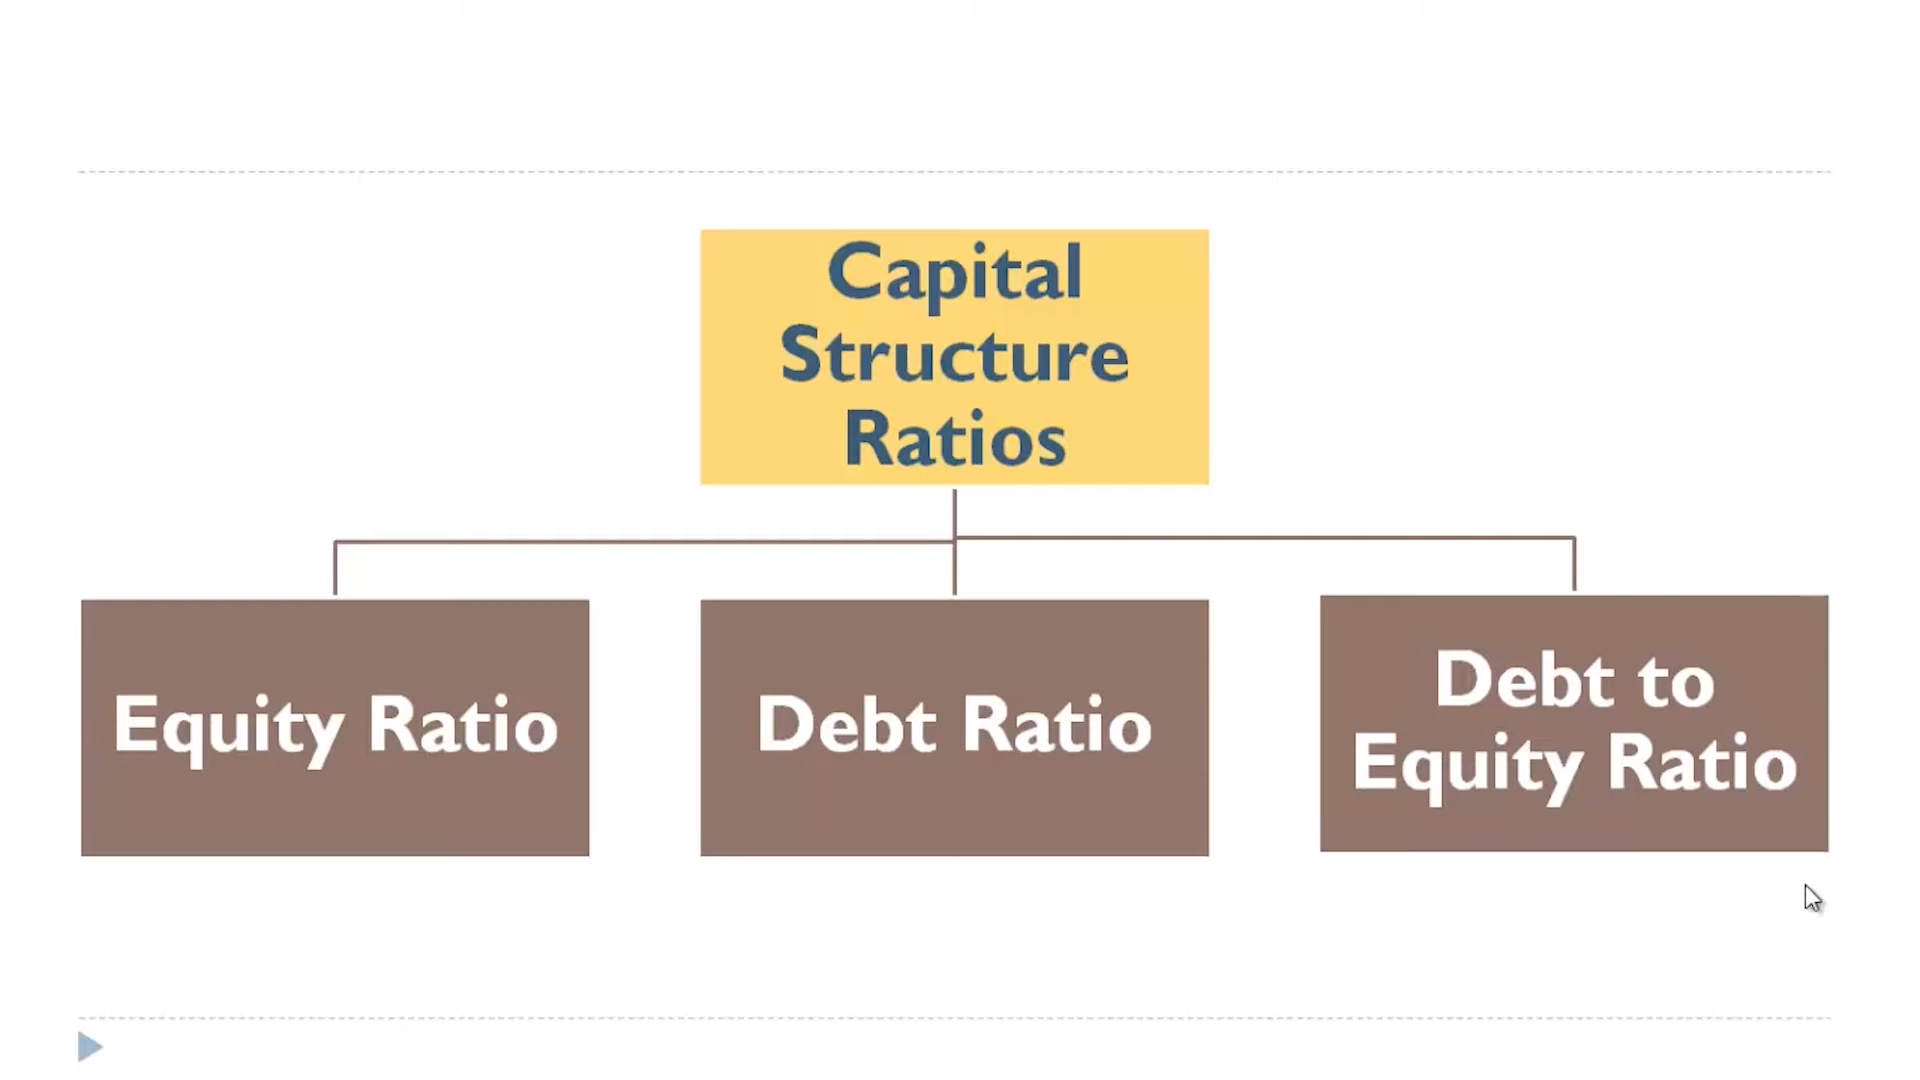 Capital
Structure
Ratios
Equity Ratio
Debt Ratio
Debt to
Equity Ratio